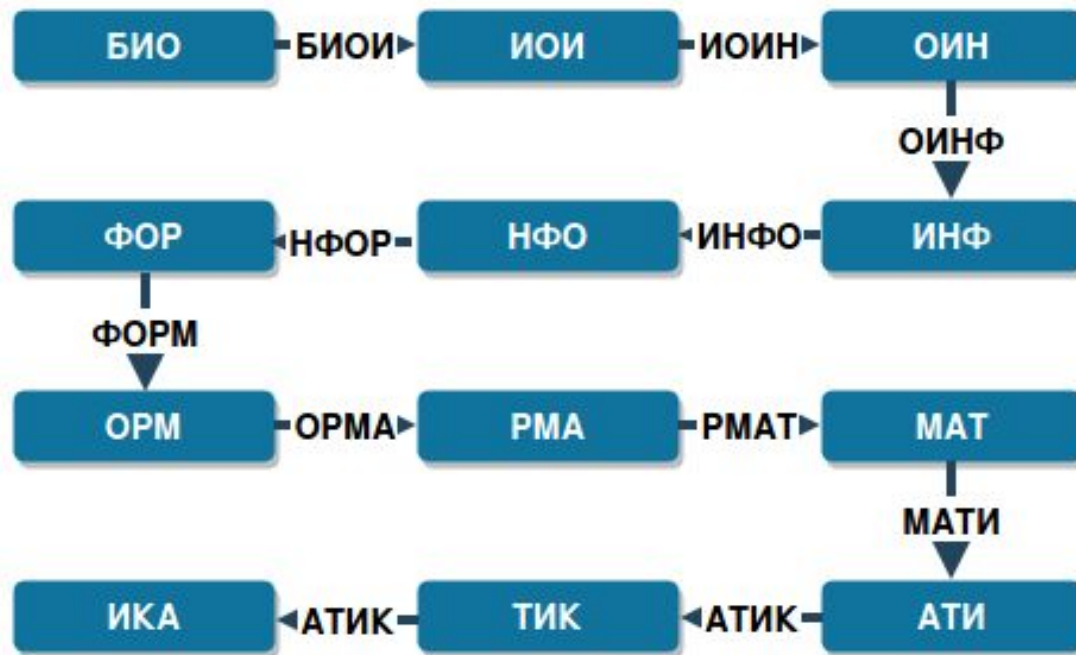 БИО БИОИ ИОИ ИОИН ОИН
ОИНФ
ФОР НФОР НФО ИНФО ИНФ
ФОРМ
ОРМ ОРМА РМА РМАТ МАТ
МАТИ
ИКА АТИК ТИК АТИК АТИ